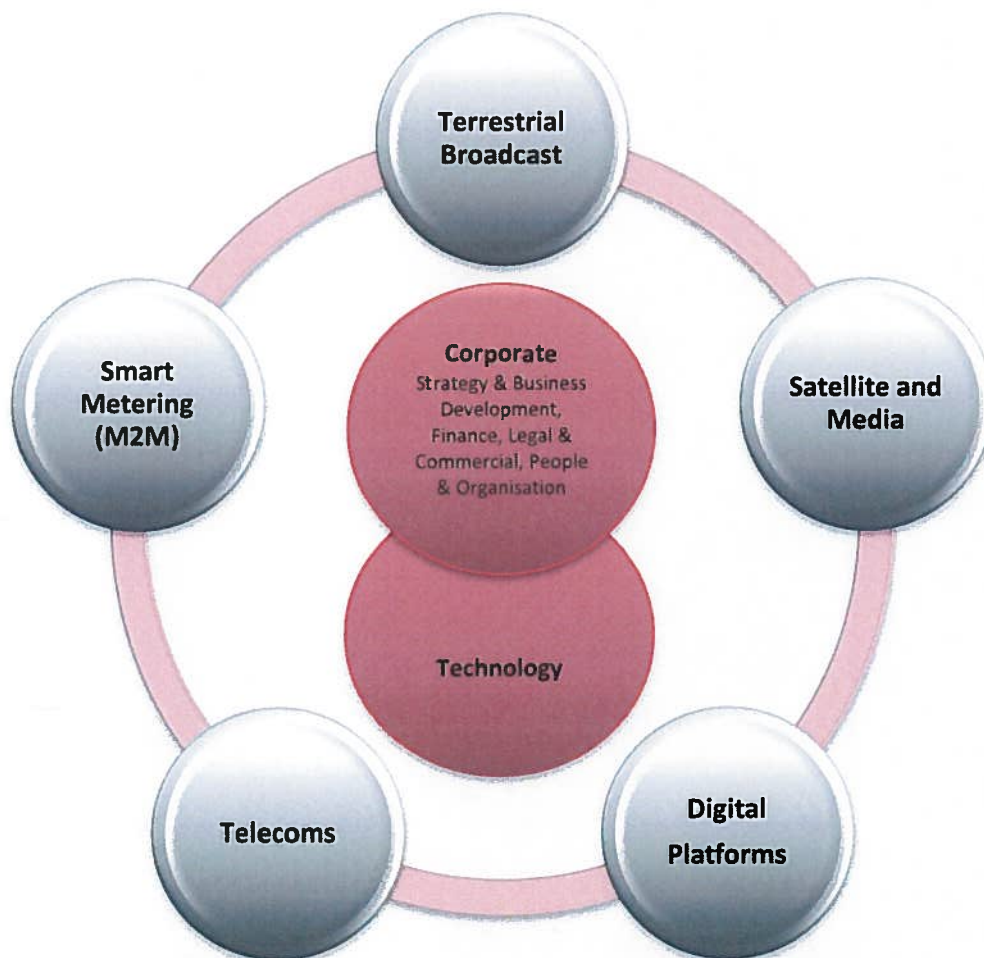 Terrestrial
Broadcast
Smart
Metering
(M2M)
Corporate
Strategy & Business
Development,
Finance, Legal &
Commercial, People
& Organisation
Satellite and
Media
Technology
Telecoms
Digital
Platforms